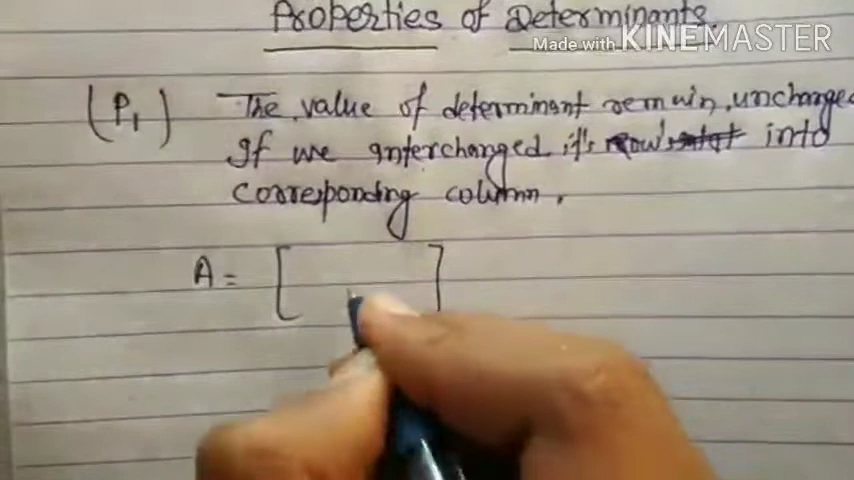 Properties of Determinants.
Made with KINEMASTER
(P1) The value of determinant remain unchanged
If we interchanged it's row's into
corresponding column.
A = [ ]